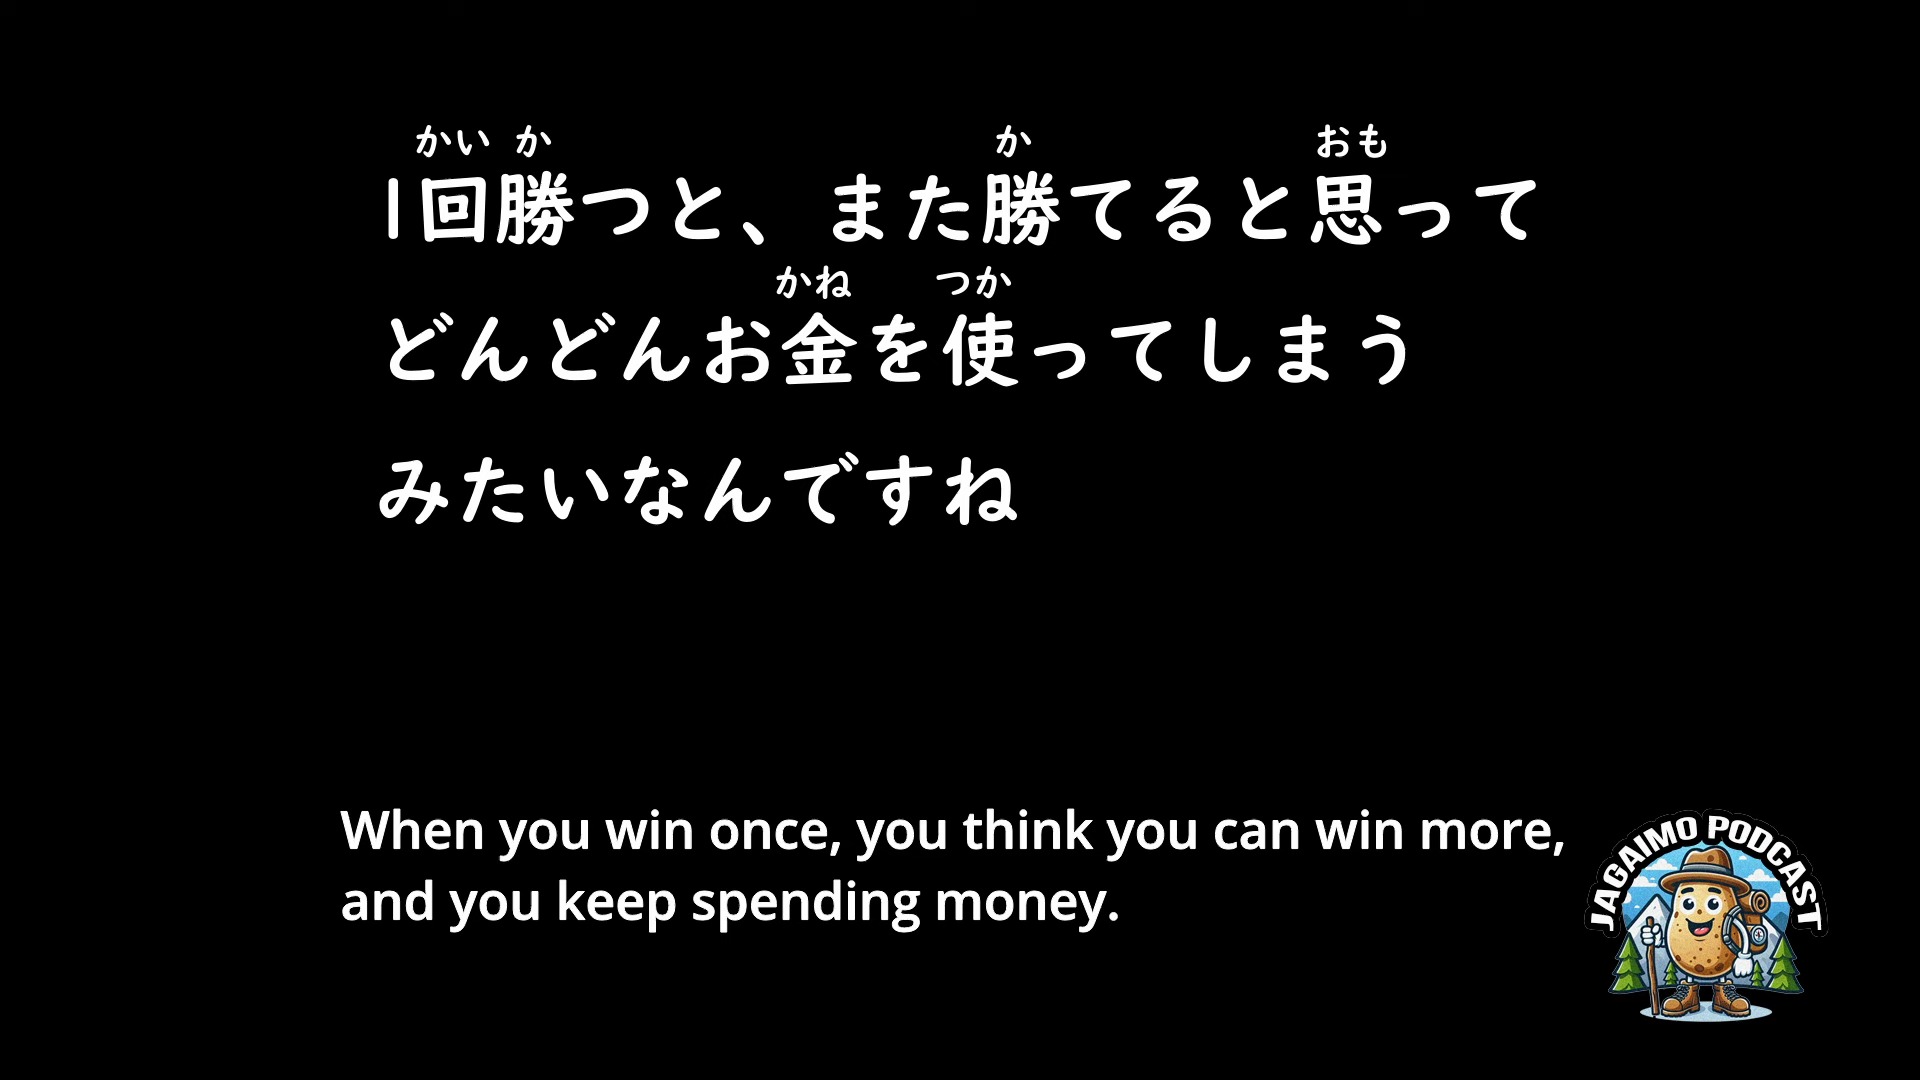 かい か か おも
1回勝つと、また勝てると思って
かね つか
どんどんお金を使ってしまう
みたいなんですね
When you win once, you think you can win more,
and you keep spending money.
JAGAIMO PODCAST